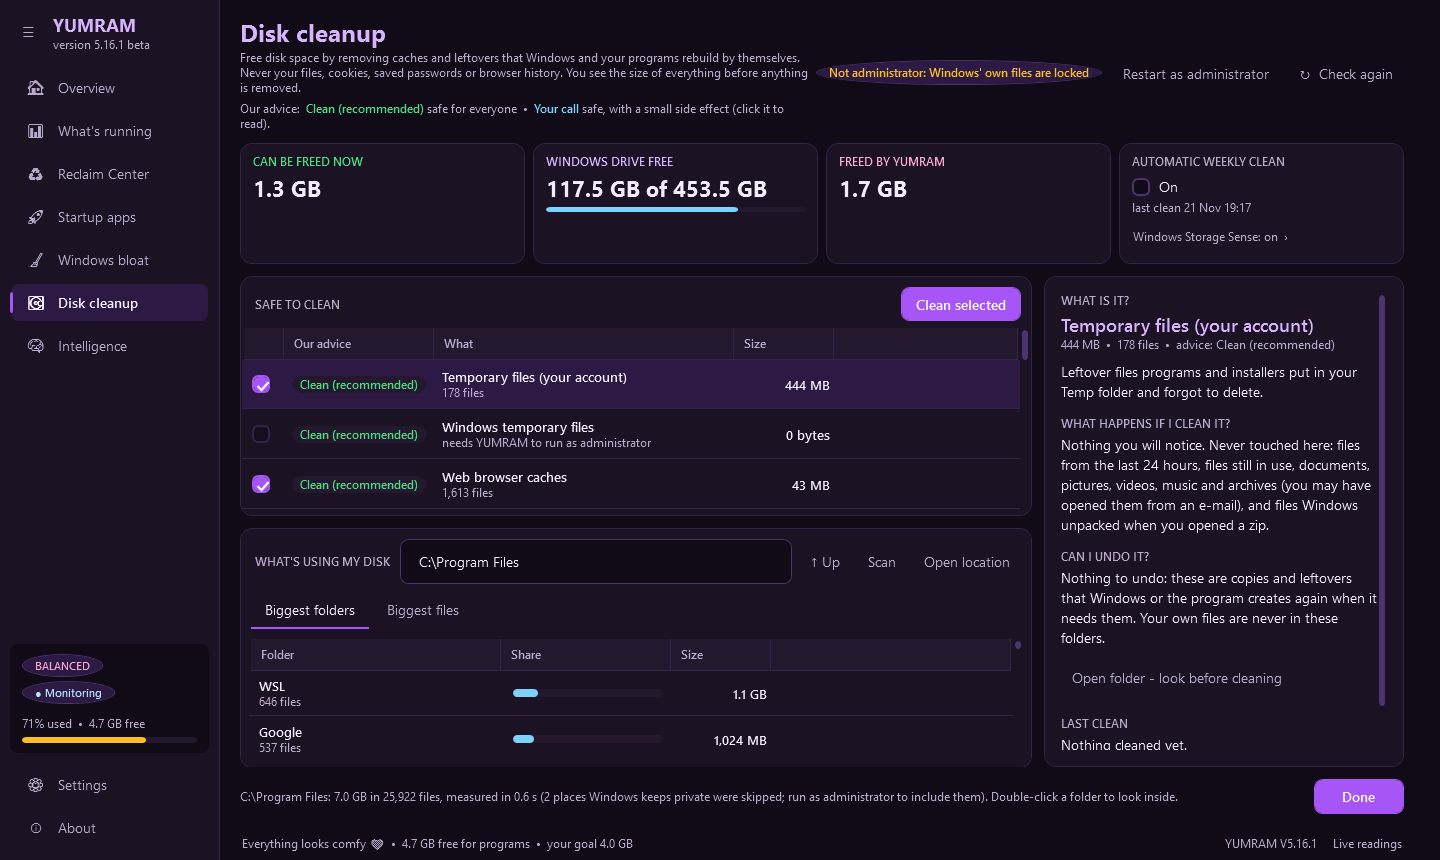 YUMRAM
version 5.16.1 beta
Overview
What's running
Reclaim Center
Startup apps
Windows bloat
Disk cleanup
Intelligence
BALANCED
● Monitoring
71% used • 4.7 GB free
Settings
About
Disk cleanup
Free disk space by removing caches and leftovers that Windows and your programs rebuild by themselves.
Never your files, cookies, saved passwords or browser history. You see the size of everything before anything
is removed.
Our advice: Clean (recommended) safe for everyone • Your call safe, with a small side effect (click it to
read).
Not administrator: Windows' own files are locked
Restart as administrator
↻ Check again
CAN BE FREED NOW
1.3 GB
WINDOWS DRIVE FREE
117.5 GB of 453.5 GB
FREED BY YUMRAM
1.7 GB
AUTOMATIC WEEKLY CLEAN
On
last clean 21 Nov 19:17
Windows Storage Sense: on ›
SAFE TO CLEAN
Clean selected
Our advice What Size
Clean (recommended) Temporary files (your account) 444 MB
178 files
Clean (recommended) Windows temporary files 0 bytes
needs YUMRAM to run as administrator
Clean (recommended) Web browser caches 43 MB
1,613 files
WHAT'S USING MY DISK C:\Program Files ↑ Up Scan Open location
Biggest folders Biggest files
Folder Share Size
WSL 1.1 GB
646 files
Google 1,024 MB
537 files
WHAT IS IT?
Temporary files (your account)
444 MB • 178 files • advice: Clean (recommended)
Leftover files programs and installers put in your
Temp folder and forgot to delete.
WHAT HAPPENS IF I CLEAN IT?
Nothing you will notice. Never touched here: files
from the last 24 hours, files still in use, documents,
pictures, videos, music and archives (you may have
opened them from an e-mail), and files Windows
unpacked when you opened a zip.
CAN I UNDO IT?
Nothing to undo: these are copies and leftovers
that Windows or the program creates again when it
needs them. Your own files are never in these
folders.
Open folder - look before cleaning
LAST CLEAN
Nothing cleaned yet.
C:\Program Files: 7.0 GB in 25,922 files, measured in 0.6 s (2 places Windows keeps private were skipped; run as administrator to include them). Double-click a folder to look inside.
Done
Everything looks comfy 💜 • 4.7 GB free for programs • your goal 4.0 GB
YUMRAM V5.16.1 Live readings